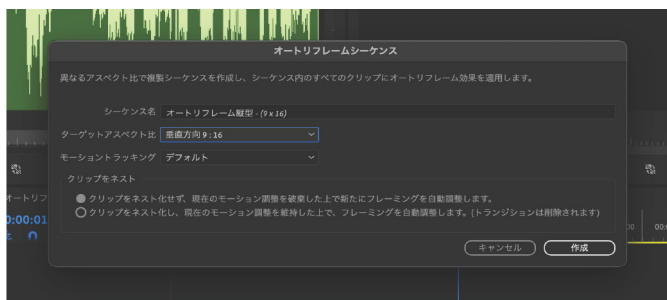 オートリフレームシーケンス
異なるアスペクト比で複製シーケンスを作成し、シーケンス内のすべてのクリップにオートリフレーム効果を適用します。
シーケンス名 オートリフレーム縦型 - (9 x 16)
ターゲットアスペクト比 垂直方向 9 : 16
モーショントラッキング デフォルト
クリップをネスト
オートリフ
クリップをネスト化せず、現在のモーション調整を破棄した上で新たにフレーミングを自動調整します。
0:00:01
クリップをネスト化し、現在のモーション調整を維持した上で、フレーミングを自動調整します。(トランジションは削除されます)
キャンセル 作成